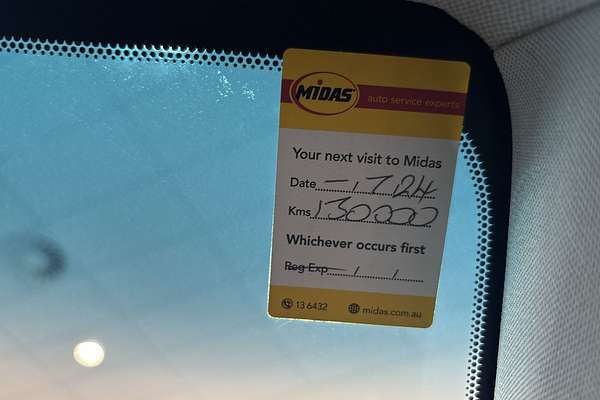 MIDAS
auto service experts
Your next visit to Midas
Date - / 7 / 24
Kms 130000
Whichever occurs first
Reg Exp - / /
13 6432 midas.com.au